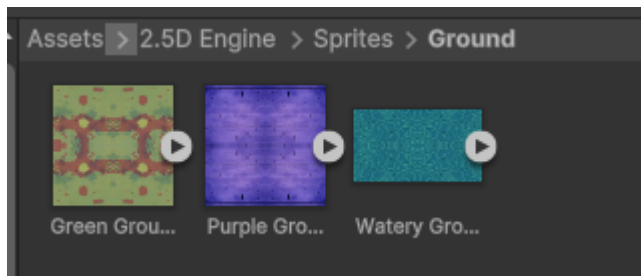 Assets > 2.5D Engine > Sprites > Ground
Green Grou... Purple Gro... Watery Gro...